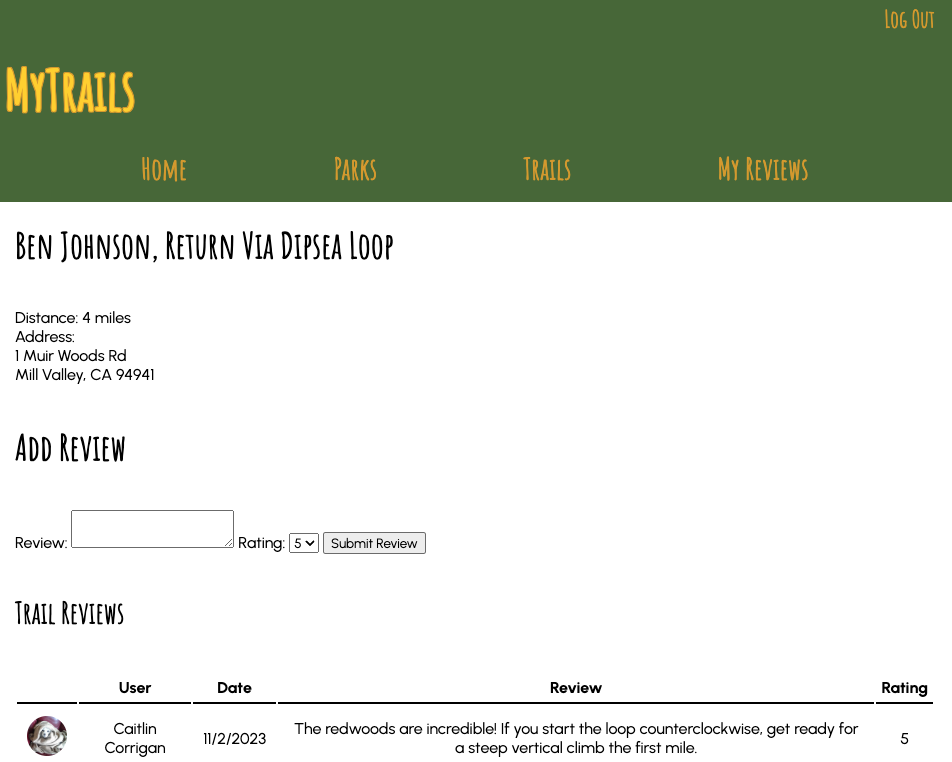 Log Out
MyTrails
Home Parks Trails My Reviews
Ben Johnson, Return Via Dipsea Loop
Distance: 4 miles
Address:
1 Muir Woods Rd
Mill Valley, CA 94941
Add Review
Review: Rating: 5 Submit Review
Trail Reviews
User Date Review Rating
Caitlin Corrigan 11/2/2023 The redwoods are incredible! If you start the loop counterclockwise, get ready for a steep vertical climb the first mile. 5